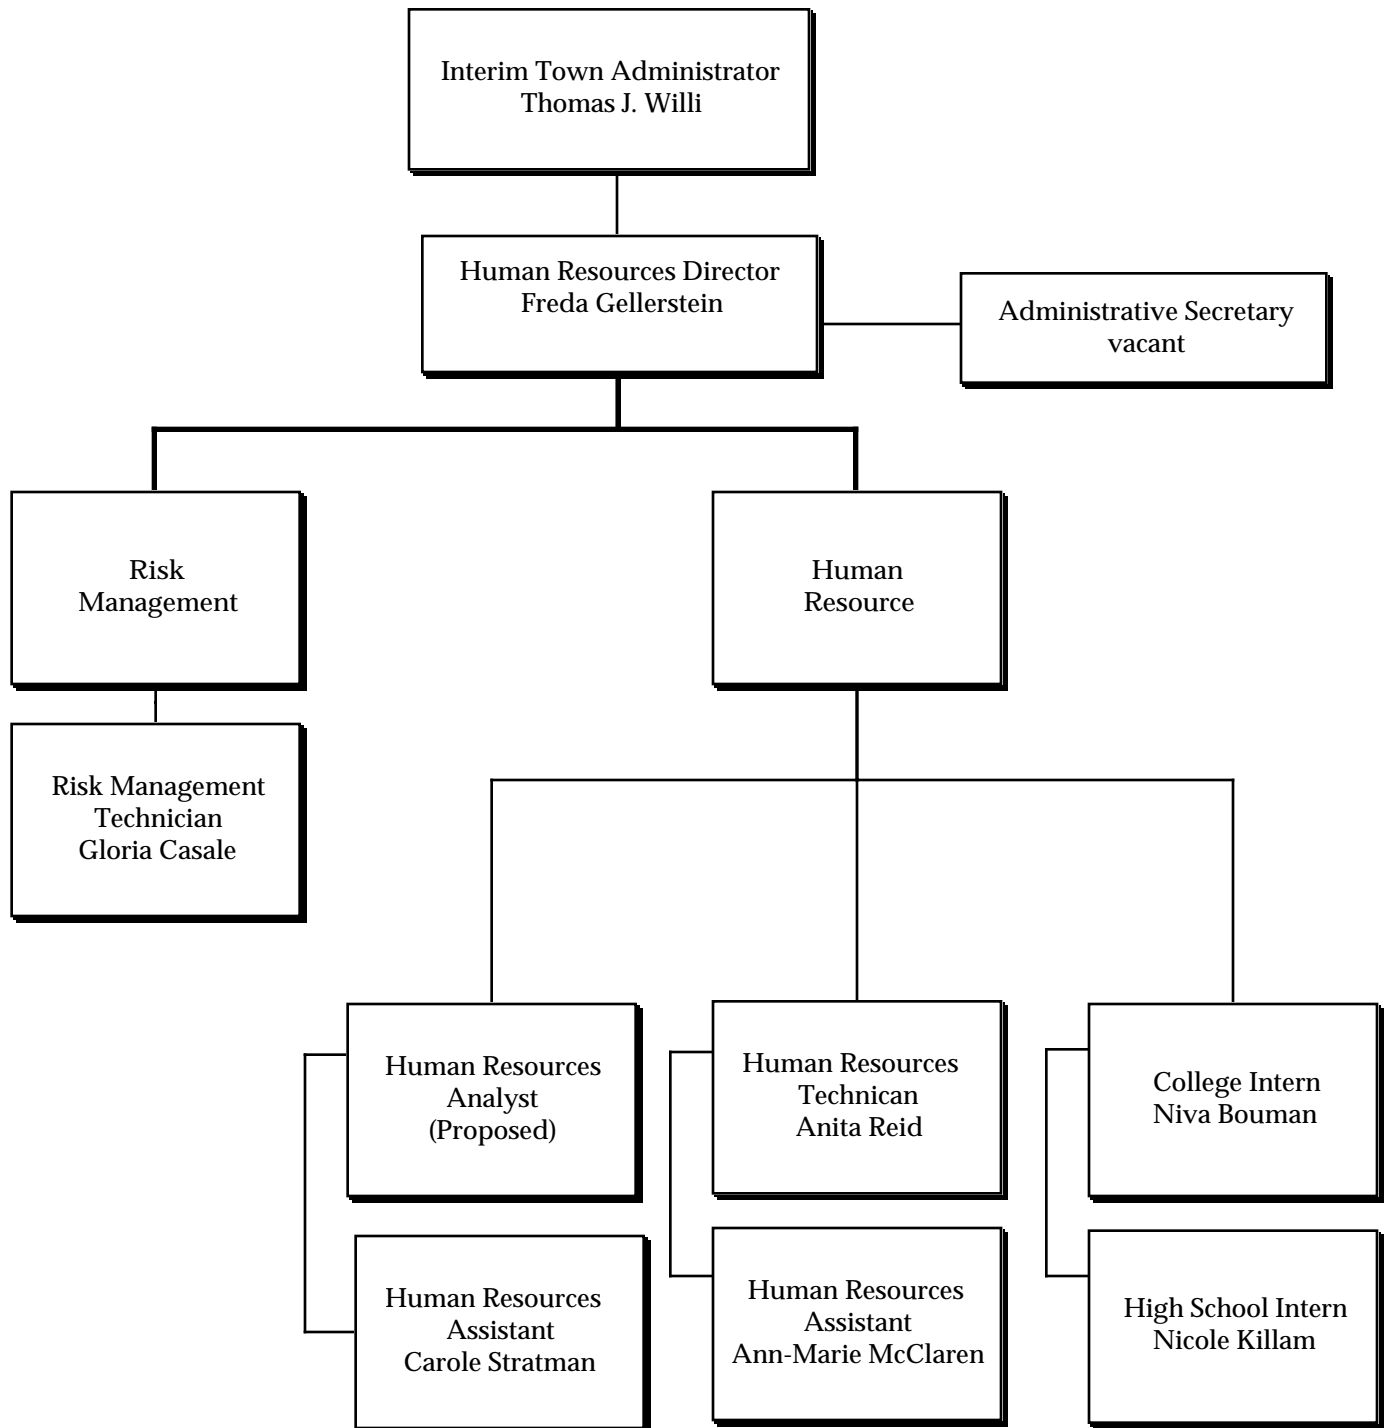 Interim Town Administrator
Thomas J. Willi
Human Resources Director
Freda Gellerstein
Administrative Secretary
vacant
Risk
Management
Human
Resource
Risk Management
Technician
Gloria Casale
Human Resources
Analyst
(Proposed)
Human Resources
Technican
Anita Reid
College Intern
Niva Bouman
Human Resources
Assistant
Carole Stratman
Human Resources
Assistant
Ann-Marie McClaren
High School Intern
Nicole Killam